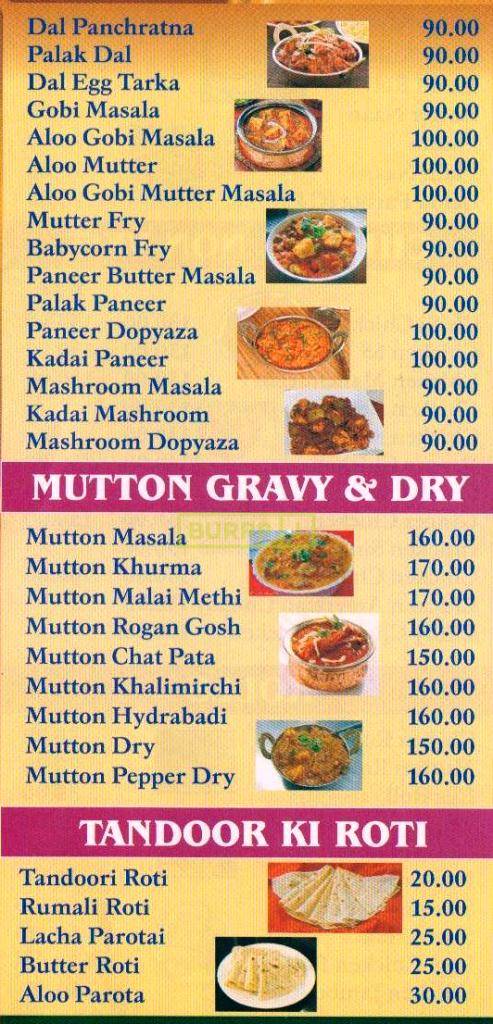 Dal Panchratna 90.00
Palak Dal 90.00
Dal Egg Tarka 90.00
Gobi Masala 90.00
Aloo Gobi Masala 100.00
Aloo Mutter 100.00
Aloo Gobi Mutter Masala 100.00
Mutter Fry 90.00
Babycorn Fry 90.00
Paneer Butter Masala 90.00
Palak Paneer 90.00
Paneer Dopyaza 100.00
Kadai Paneer 100.00
Mashroom Masala 90.00
Kadai Mashroom 90.00
Mashroom Dopyaza 90.00
MUTTON GRAVY & DRY
Mutton Masala 160.00
Mutton Khurma 170.00
Mutton Malai Methi 170.00
Mutton Rogan Gosh 160.00
Mutton Chat Pata 150.00
Mutton Khalimirchi 160.00
Mutton Hydrabadi 160.00
Mutton Dry 150.00
Mutton Pepper Dry 160.00
TANDOOR KI ROTI
Tandoori Roti 20.00
Rumali Roti 15.00
Lacha Parotai 25.00
Butter Roti 25.00
Aloo Parota 30.00